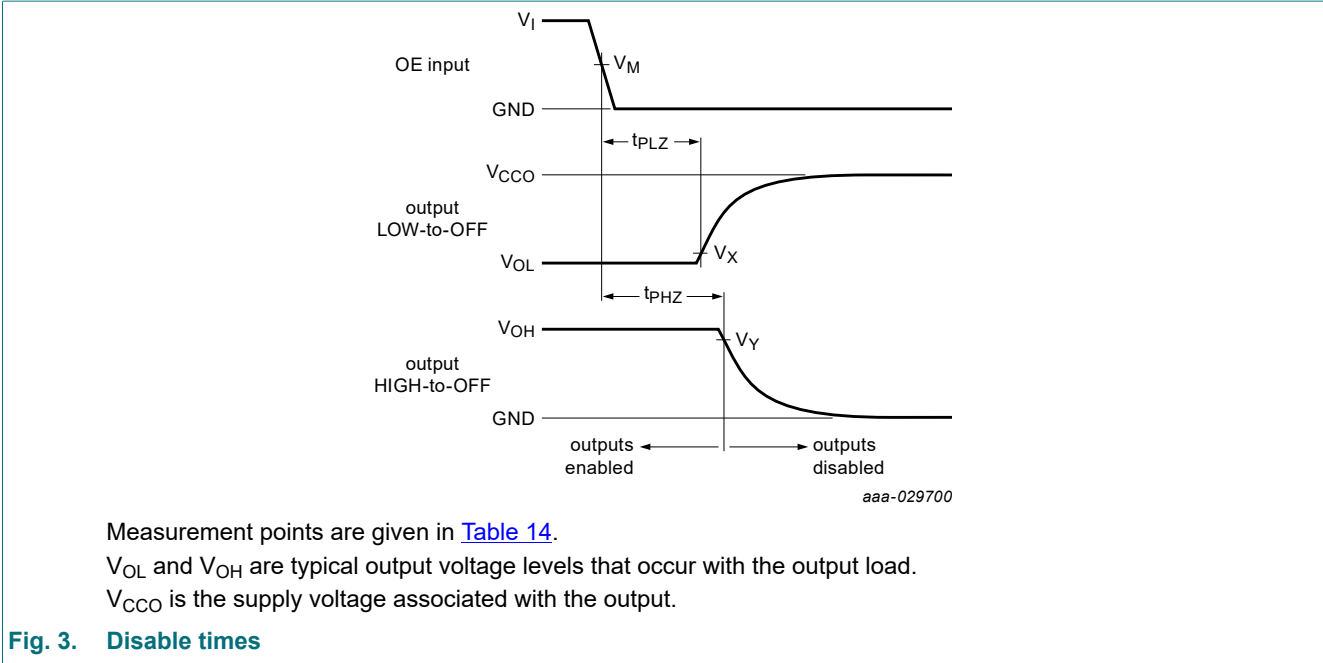 VI
OE input
VM
GND
tPLZ
VCCO
output
LOW-to-OFF
VX
VOL
tPHZ
VOH
VY
output
HIGH-to-OFF
GND
outputs
enabled
outputs
disabled
aaa-029700
Measurement points are given in Table 14.
VOL and VOH are typical output voltage levels that occur with the output load.
VCCO is the supply voltage associated with the output.
Fig. 3. Disable times